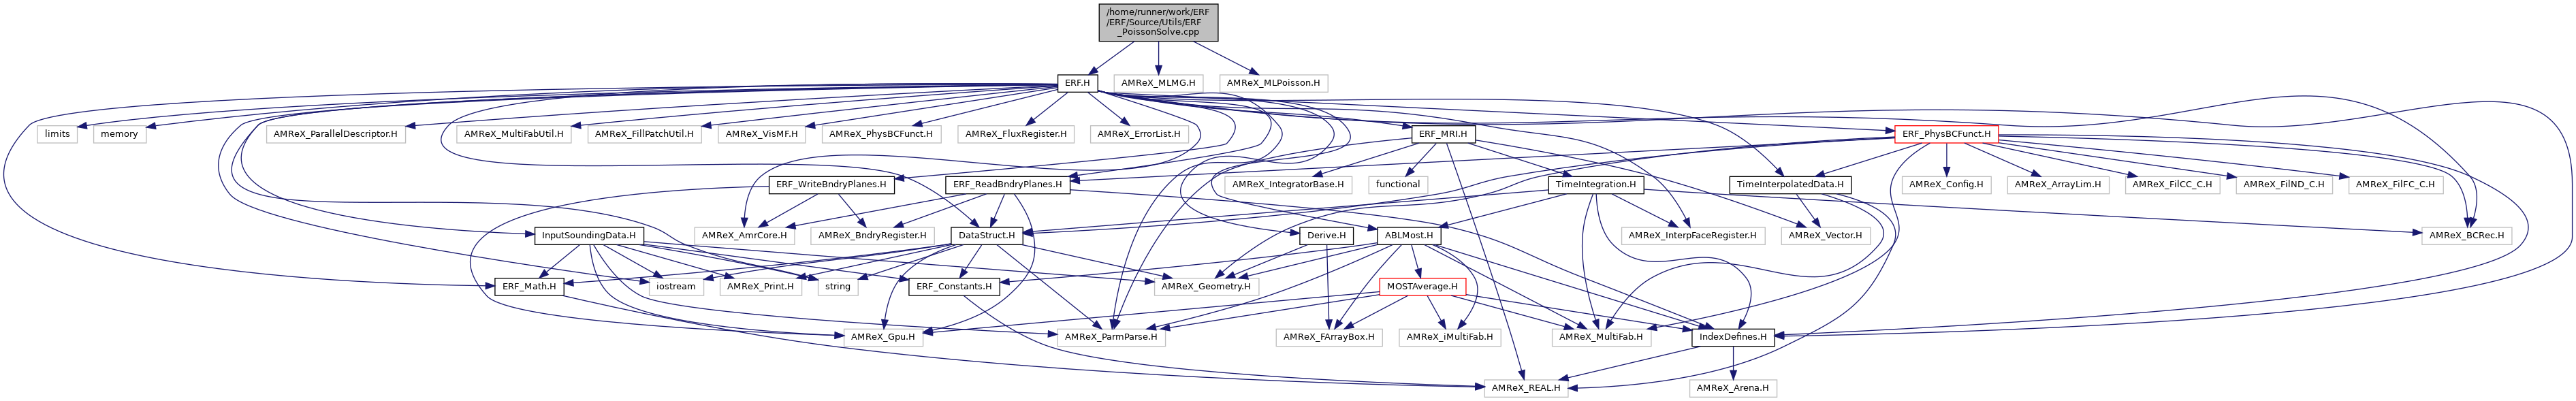 /home/runner/work/ERF
/ERF/Source/Utils/ERF
_PoissonSolve.cpp
ERF.H
AMReX_MLMG.H
AMReX_MLPoisson.H
limits
memory
AMReX_ParallelDescriptor.H
AMReX_MultiFabUtil.H
AMReX_FillPatchUtil.H
AMReX_VisMF.H
AMReX_PhysBCFunct.H
AMReX_FluxRegister.H
AMReX_ErrorList.H
ERF_MRI.H
ERF_PhysBCFunct.H
ERF_WriteBndryPlanes.H
ERF_ReadBndryPlanes.H
AMReX_IntegratorBase.H
functional
TimeIntegration.H
TimeInterpolatedData.H
AMReX_Config.H
AMReX_ArrayLim.H
AMReX_FilCC_C.H
AMReX_FilND_C.H
AMReX_FilFC_C.H
InputSoundingData.H
AMReX_AmrCore.H
AMReX_BndryRegister.H
DataStruct.H
Derive.H
ABLMost.H
AMReX_InterpFaceRegister.H
AMReX_Vector.H
AMReX_BCRec.H
ERF_Math.H
iostream
AMReX_Print.H
string
ERF_Constants.H
AMReX_Geometry.H
MOSTAverage.H
AMReX_Gpu.H
AMReX_ParmParse.H
AMReX_FArrayBox.H
AMReX_iMultiFab.H
AMReX_MultiFab.H
IndexDefines.H
AMReX_REAL.H
AMReX_Arena.H